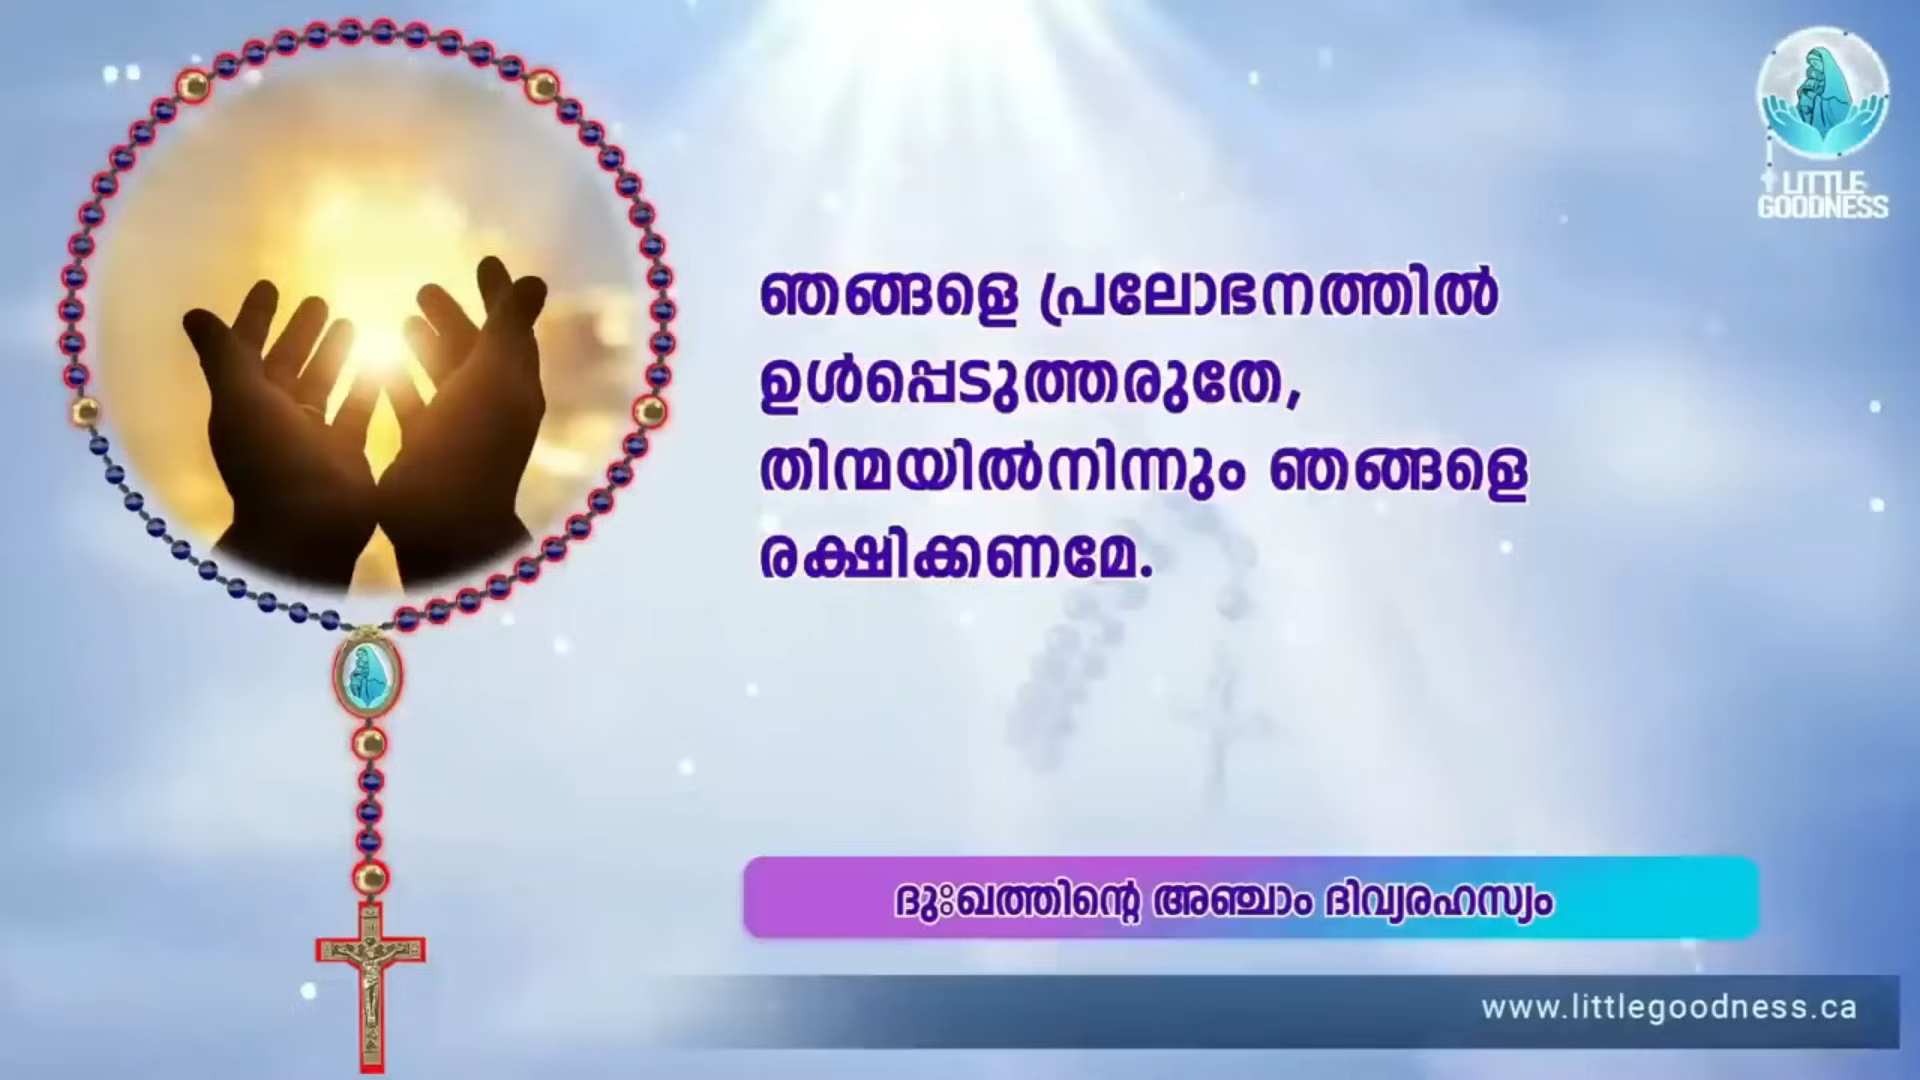 LITTLE
GOODNESS
ഞങ്ങളെ പ്രലോഭനത്തിൽ
ഉൾപ്പെടുത്തരുതേ,
തിന്മയിൽനിന്നും ഞങ്ങളെ
രക്ഷിക്കണമേ.
ദുഃഖത്തിന്റെ അഞ്ചാം ദിവ്യരഹസ്യം
www.littlegoodness.ca